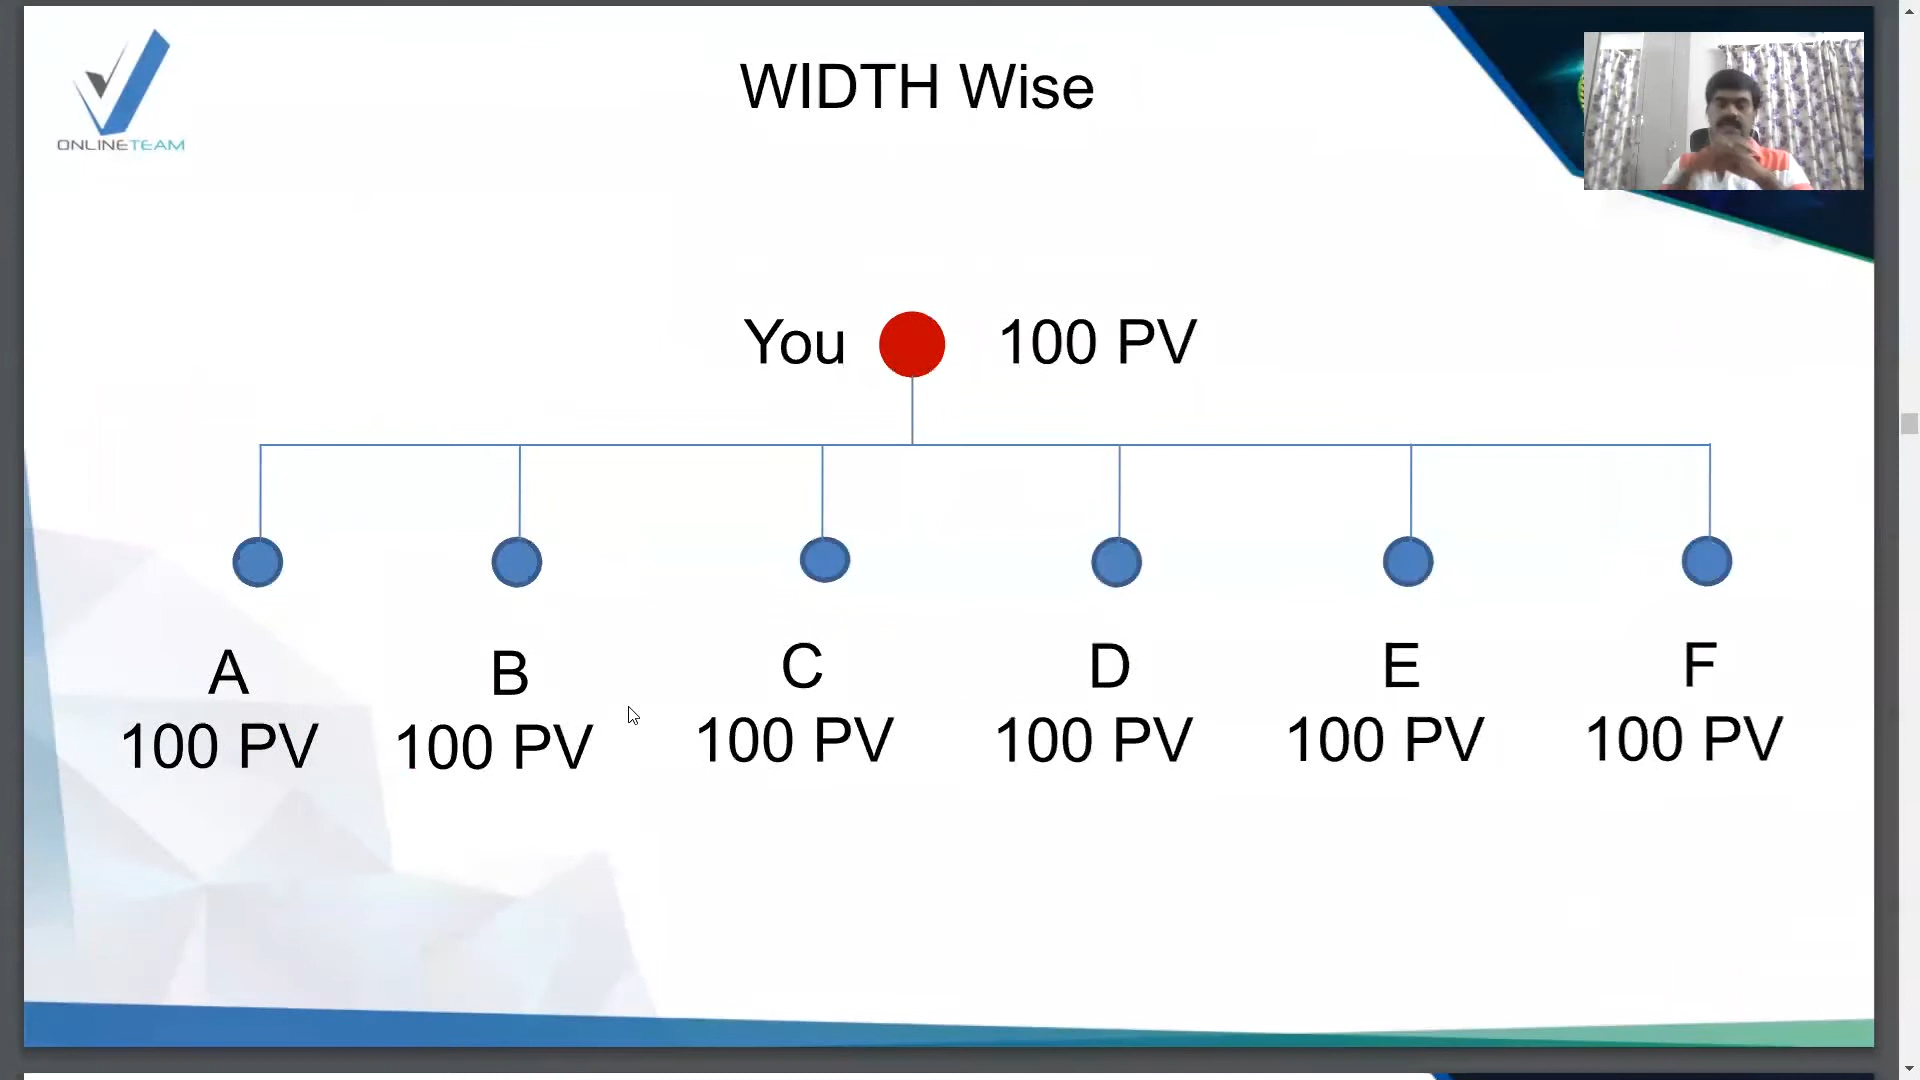 WIDTH Wise
ONLINETEAM
You 100 PV
A B C D E F
100 PV 100 PV 100 PV 100 PV 100 PV 100 PV